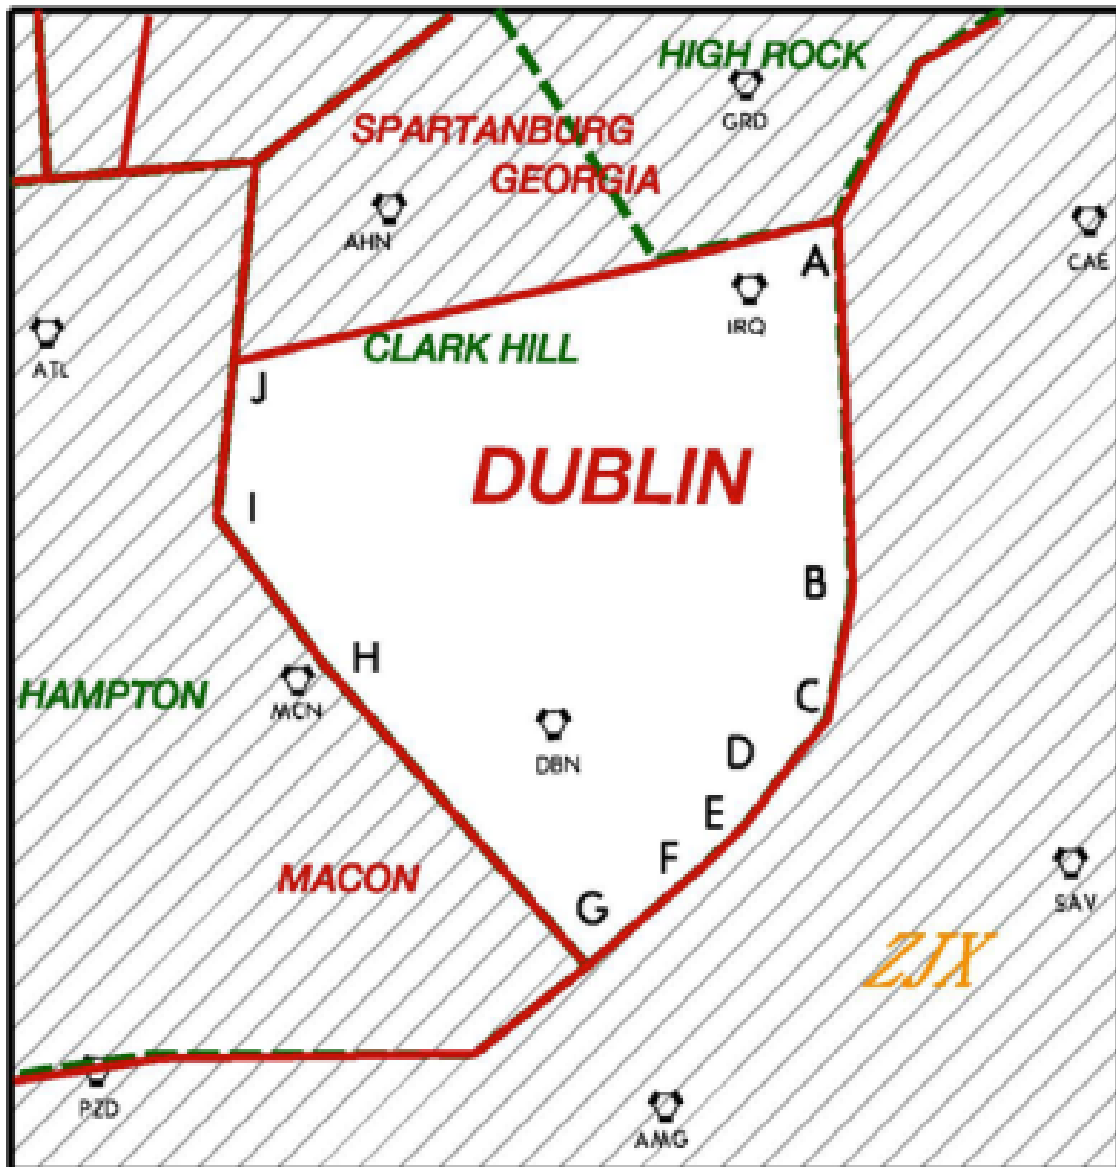 HIGH ROCK
GRD
SPARTANBURG
GEORGIA
AHN
CAE
A
IRQ
ATL
CLARK HILL
J
DUBLIN
I
B
H
HAMPTON
MCN
C
DBN
D
E
F
MACON
G
SAV
ZJX
PZD
AMG